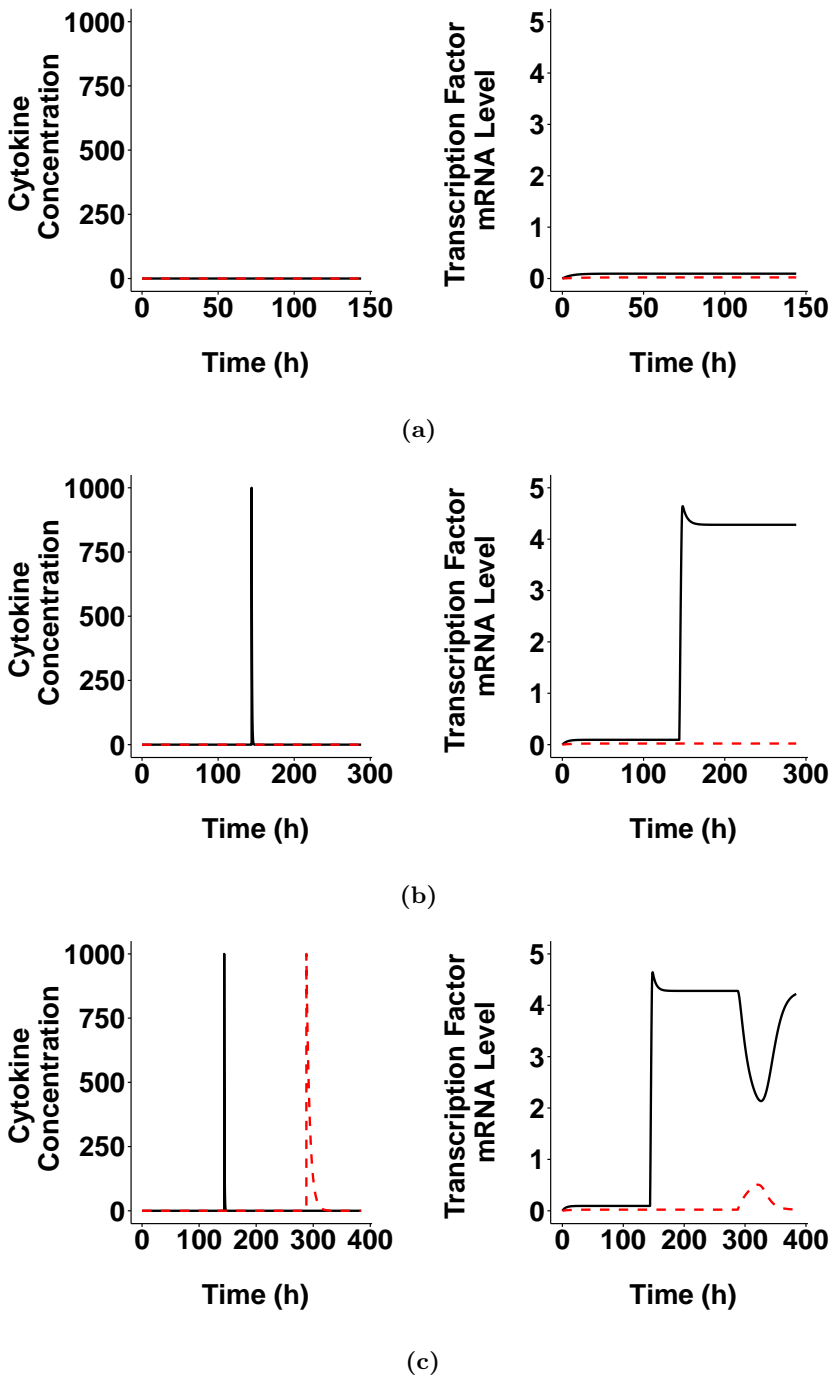 Cytokine
Concentration
1000
750
500
250
0
0 50 100 150
Time (h)
Transcription Factor
mRNA Level
5
4
3
2
1
0
0 50 100 150
Time (h)
(a)
Cytokine
Concentration
1000
750
500
250
0
0 100 200 300
Time (h)
Transcription Factor
mRNA Level
5
4
3
2
1
0
0 100 200 300
Time (h)
(b)
Cytokine
Concentration
1000
750
500
250
0
0 100 200 300 400
Time (h)
Transcription Factor
mRNA Level
5
4
3
2
1
0
0 100 200 300 400
Time (h)
(c)